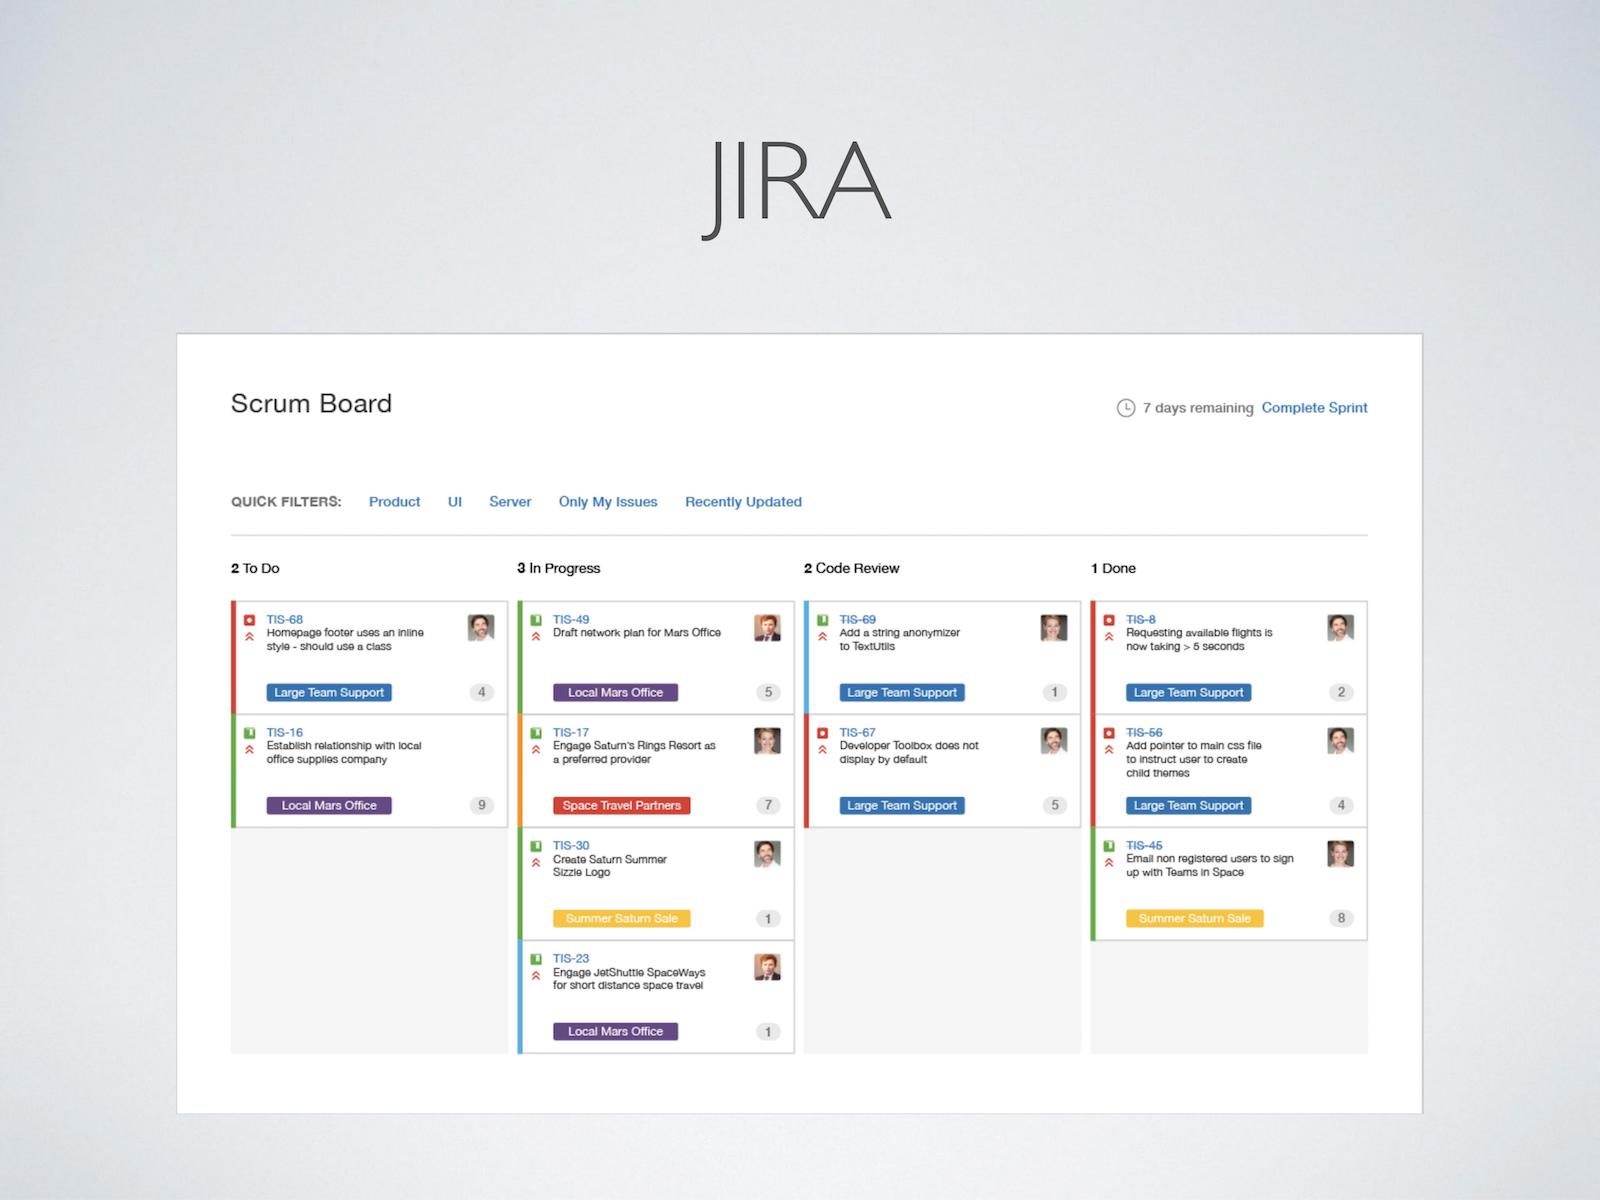 JIRA
Scrum Board
7 days remaining Complete Sprint
QUICK FILTERS: Product UI Server Only My Issues Recently Updated
2 To Do
TIS-68
Homepage footer uses an inline
style - should use a class
Large Team Support 4
TIS-16
Establish relationship with local
office supplies company
Local Mars Office 9
3 In Progress
TIS-49
Draft network plan for Mars Office
Local Mars Office 5
TIS-17
Engage Saturn's Rings Resort as
a preferred provider
Space Travel Partners 7
TIS-30
Create Saturn Summer
Sizzle Logo
Summer Saturn Sale 1
TIS-23
Engage JetShuttle SpaceWays
for short distance space travel
Local Mars Office 1
2 Code Review
TIS-69
Add a string anonymizer
to TextUtils
Large Team Support 1
TIS-67
Developer Toolbox does not
display by default
Large Team Support 5
1 Done
TIS-8
Requesting available flights is
now taking > 5 seconds
Large Team Support 2
TIS-56
Add pointer to main css file
to instruct user to create
child themes
Large Team Support 4
TIS-45
Email non registered users to sign
up with Teams in Space
Summer Saturn Sale 8